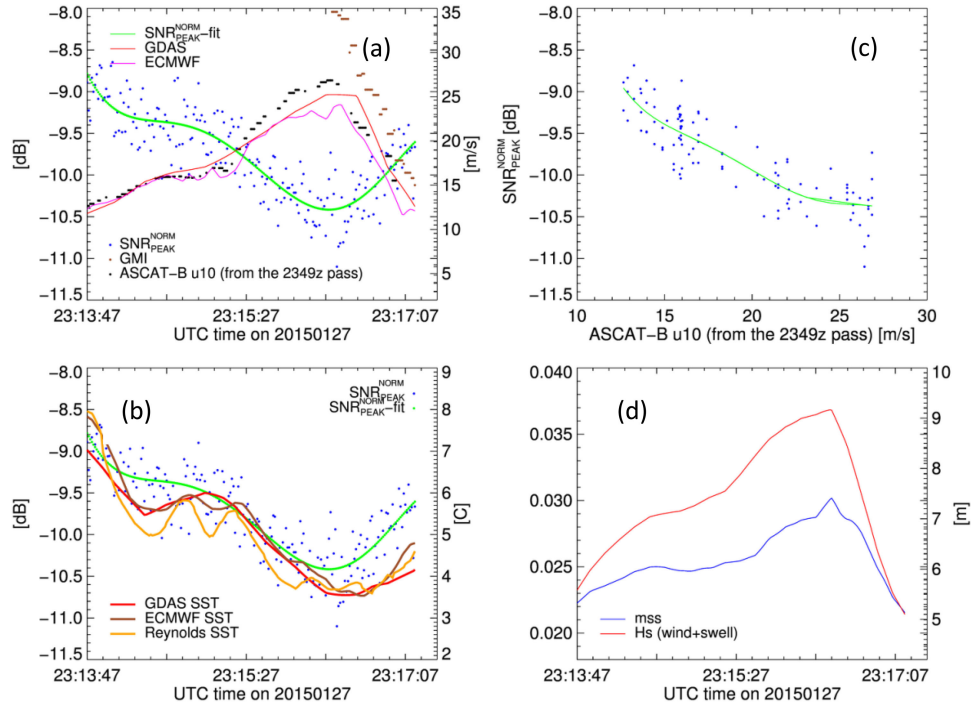 (a)
SNR^NORM_PEAK−fit
GDAS
ECMWF
−8.0
−8.5
−9.0
−9.5
−10.0
−10.5
−11.0
−11.5
[dB]
35
30
25
20
15
10
5
[m/s]
SNR^NORM_PEAK
GMI
ASCAT−B u10 (from the 2349z pass)
23:13:47 23:15:27 23:17:07
UTC time on 20150127
(c)
−8.0
−8.5
−9.0
−9.5
−10.0
−10.5
−11.0
−11.5
SNR^NORM_PEAK [dB]
10 15 20 25 30
ASCAT−B u10 (from the 2349z pass) [m/s]
(b)
SNR^NORM_PEAK
SNR^NORM_PEAK−fit
−8.0
−8.5
−9.0
−9.5
−10.0
−10.5
−11.0
−11.5
[dB]
9
8
7
6
5
4
3
2
[C]
GDAS SST
ECMWF SST
Reynolds SST
23:13:47 23:15:27 23:17:07
UTC time on 20150127
(d)
0.040
0.035
0.030
0.025
0.020
10
9
8
7
6
5
[m]
mss
Hs (wind+swell)
23:13:47 23:15:27 23:17:07
UTC time on 20150127